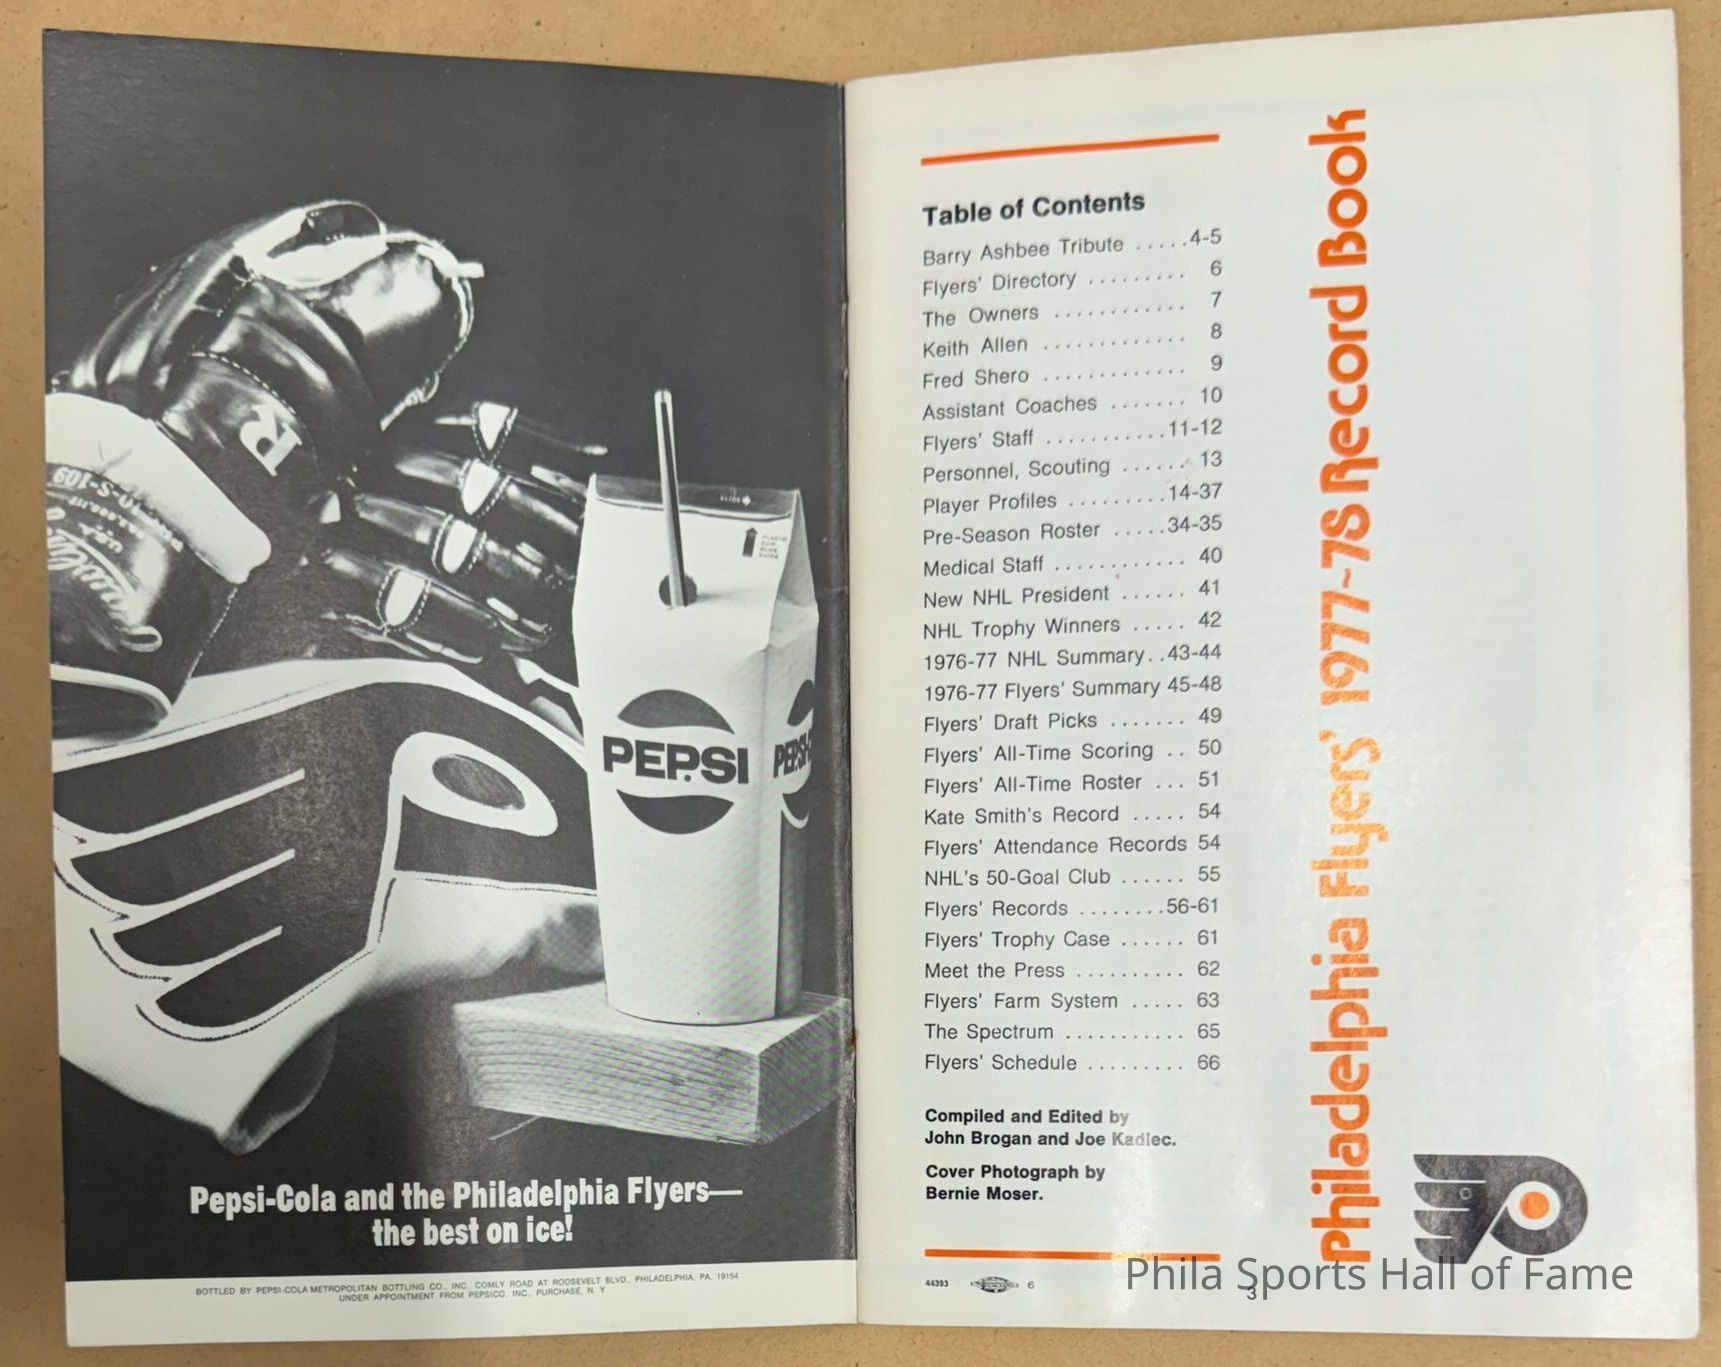 R
SLIDE
PEPSI
PEPSI
Pepsi-Cola and the Philadelphia Flyers—
the best on ice!
BOTTLED BY PEPSI-COLA METROPOLITAN BOTTLING CO., INC., COMLY ROAD AT ROOSEVELT BLVD., PHILADELPHIA, PA. 19154
UNDER APPOINTMENT FROM PEPSICO, INC., PURCHASE, N. Y
Table of Contents
Barry Ashbee Tribute .....4-5
Flyers' Directory ......... 6
The Owners ............ 7
Keith Allen ............. 8
Fred Shero ............. 9
Assistant Coaches ....... 10
Flyers' Staff ...........11-12
Personnel, Scouting ...... 13
Player Profiles .........14-37
Pre-Season Roster .....34-35
Medical Staff ............ 40
New NHL President ...... 41
NHL Trophy Winners ..... 42
1976-77 NHL Summary..43-44
1976-77 Flyers' Summary 45-48
Flyers' Draft Picks ....... 49
Flyers' All-Time Scoring .. 50
Flyers' All-Time Roster ... 51
Kate Smith's Record ..... 54
Flyers' Attendance Records 54
NHL's 50-Goal Club ...... 55
Flyers' Records ........56-61
Flyers' Trophy Case ...... 61
Meet the Press .......... 62
Flyers' Farm System ..... 63
The Spectrum ........... 65
Flyers' Schedule ......... 66
Compiled and Edited by
John Brogan and Joe Kadlec.
Cover Photograph by
Bernie Moser.
44393 6
3
Philadelphia Flyers' 1977-78 Record Book
Phila Sports Hall of Fame